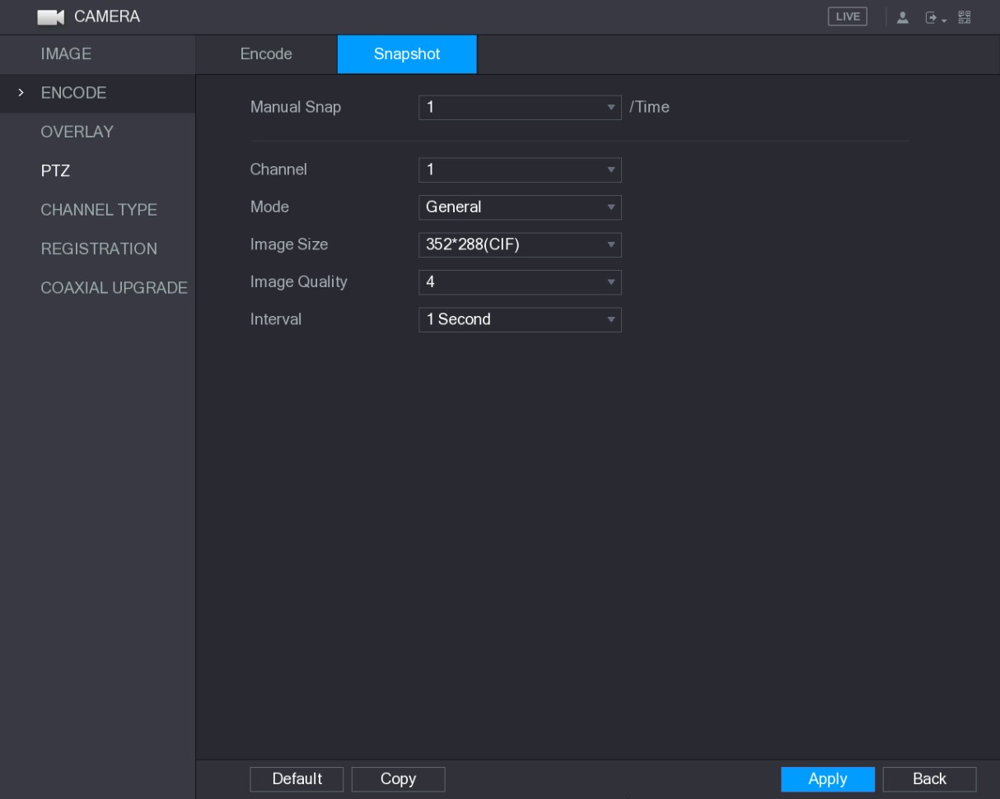 CAMERA LIVE
IMAGE
Encode Snapshot
ENCODE
Manual Snap 1 /Time
OVERLAY
PTZ
Channel 1
CHANNEL TYPE
Mode General
REGISTRATION
Image Size 352*288(CIF)
COAXIAL UPGRADE
Image Quality 4
Interval 1 Second
Default Copy Apply Back